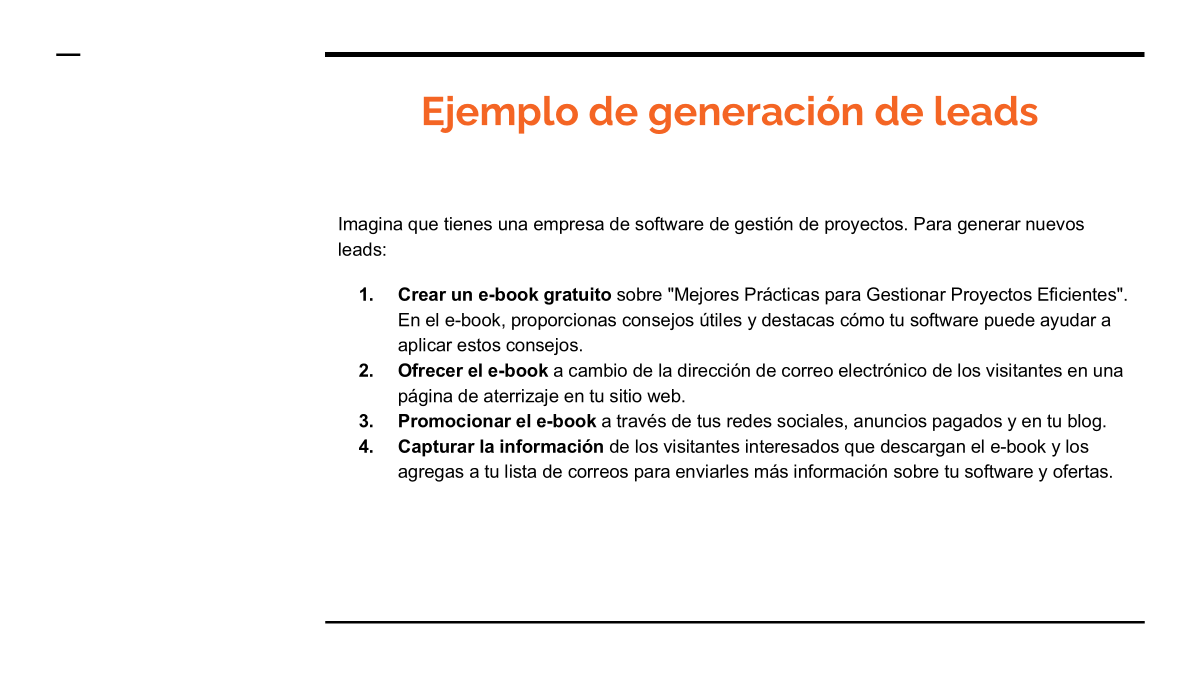 Ejemplo de generación de leads
Imagina que tienes una empresa de software de gestión de proyectos. Para generar nuevos
leads:
1. Crear un e-book gratuito sobre "Mejores Prácticas para Gestionar Proyectos Eficientes".
En el e-book, proporcionas consejos útiles y destacas cómo tu software puede ayudar a
aplicar estos consejos.
2. Ofrecer el e-book a cambio de la dirección de correo electrónico de los visitantes en una
página de aterrizaje en tu sitio web.
3. Promocionar el e-book a través de tus redes sociales, anuncios pagados y en tu blog.
4. Capturar la información de los visitantes interesados que descargan el e-book y los
agregas a tu lista de correos para enviarles más información sobre tu software y ofertas.